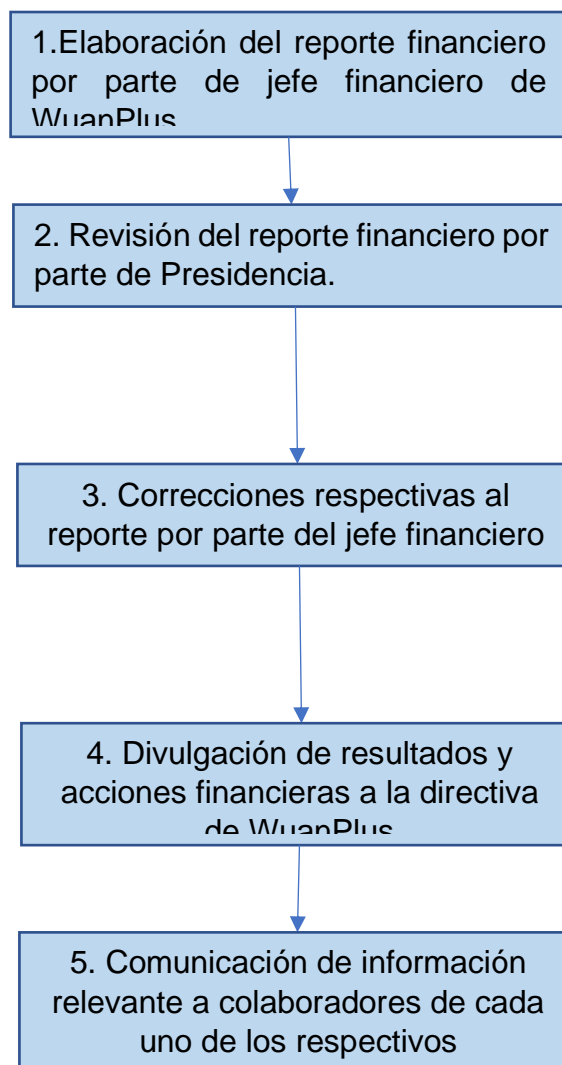 1.Elaboración del reporte financiero
por parte de jefe financiero de
WuanPlus
2. Revisión del reporte financiero por
parte de Presidencia.
3. Correcciones respectivas al
reporte por parte del jefe financiero
4. Divulgación de resultados y
acciones financieras a la directiva
de WuanPlus
5. Comunicación de información
relevante a colaboradores de cada
uno de los respectivos